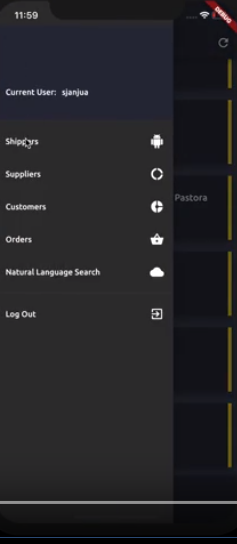 11:59
DEBUG
Current User: sjanjua
Shippers
Suppliers
Customers
Pastora
Orders
Natural Language Search
Log Out